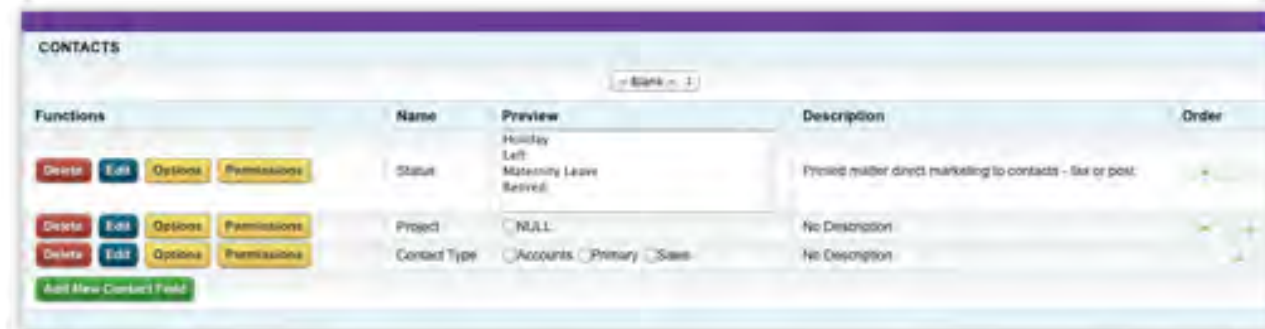 CONTACTS
-- Blank --
Functions Name Preview Description Order
Holiday
Left
Maternity Leave
Retired
Delete Edit Options Permissions Status Printed matter direct marketing to contacts - fax or post.
Delete Edit Options Permissions Project NULL No Description
Delete Edit Options Permissions Contact Type Accounts Primary Sales No Description
Add New Contact Field